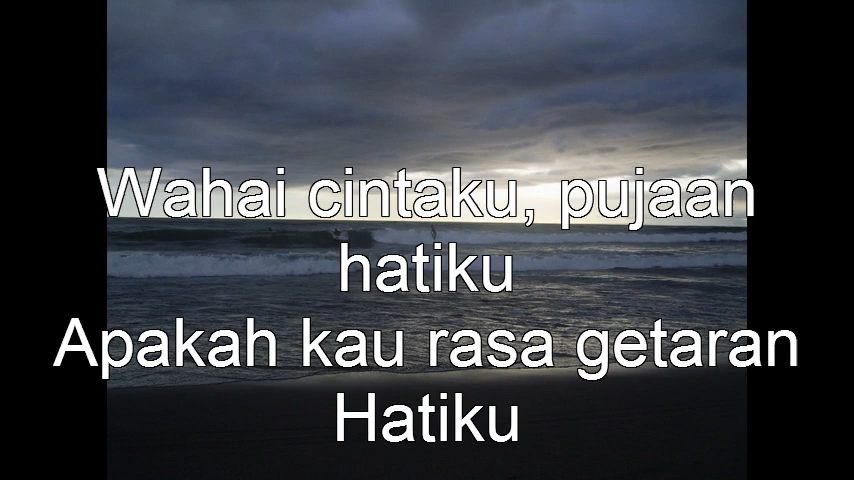 Wahai cintaku, pujaan
hatiku
Apakah kau rasa getaran
Hatiku